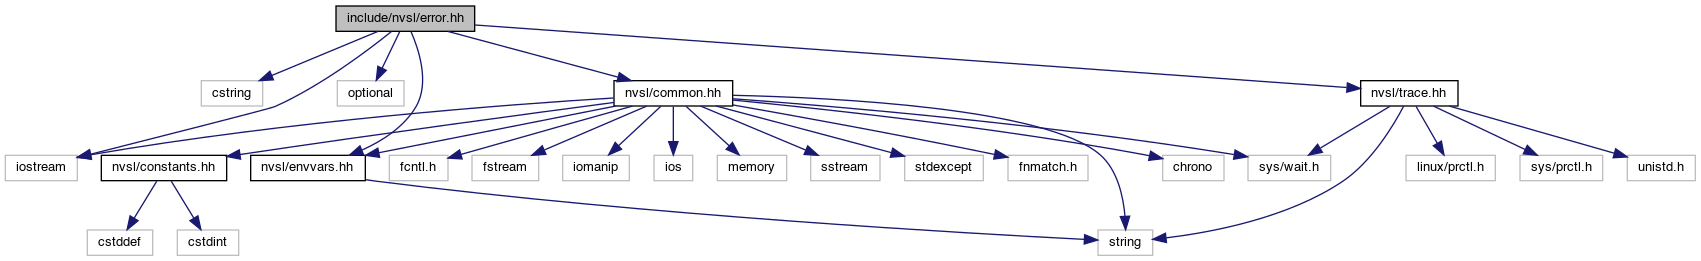 include/nvsl/error.hh
cstring
optional
nvsl/common.hh
nvsl/trace.hh
iostream
nvsl/constants.hh
nvsl/envvars.hh
fcntl.h
fstream
iomanip
ios
memory
sstream
stdexcept
fnmatch.h
chrono
sys/wait.h
linux/prctl.h
sys/prctl.h
unistd.h
cstddef
cstdint
string